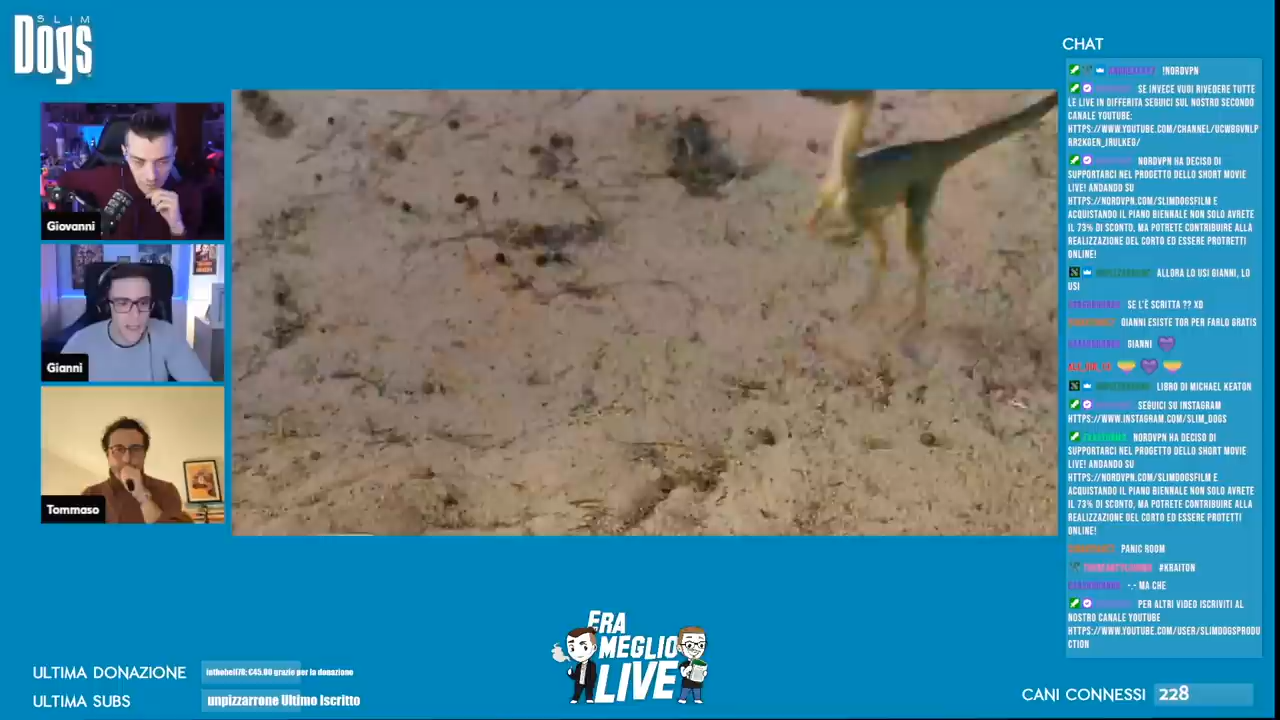 SLIM
Dogs
Giovanni
Gianni
Tommaso
CHAT
!NORDVPN
SE INVECE VUOI RIVEDERE TUTTE
LE LIVE IN DIFFERITA SEGUICI SUL NOSTRO SECONDO
CANALE YOUTUBE:
NORDVPN HA DECISO DI
SUPPORTARCI NEL PROGETTO DELLO SHORT MOVIE
LIVE! ANDANDO SU
HTTPS://NORDVPN.COM/SLIMDOGSFILM E
ACQUISTANDO IL PIANO BIENNALE NON SOLO AVRETE
IL 73% DI SCONTO, MA POTRETE CONTRIBUIRE ALLA
REALIZZAZIONE DEL CORTO ED ESSERE PROTRETTI
ONLINE!
ALLORA LO USI GIANNI, LO
USI
SE L'È SCRITTA ?? XD
GIANNI ESISTE TOR PER FARLO GRATIS
GIANNI
LIBRO DI MICHAEL KEATON
SEGUICI SU INSTAGRAM
HTTPS://WWW.INSTAGRAM.COM/SLIM_DOGS
NORDVPN HA DECISO DI
SUPPORTARCI NEL PROGETTO DELLO SHORT MOVIE
LIVE! ANDANDO SU
HTTPS://NORDVPN.COM/SLIMDOGSFILM E
ACQUISTANDO IL PIANO BIENNALE NON SOLO AVRETE
IL 73% DI SCONTO, MA POTRETE CONTRIBUIRE ALLA
REALIZZAZIONE DEL CORTO ED ESSERE PROTETTI
ONLINE!
PANIC ROOM
#KRAITON
-.- MA CHE
PER ALTRI VIDEO ISCRIVITI AL
NOSTRO CANALE YOUTUBE
HTTPS://WWW.YOUTUBE.COM/USER/SLIMDOGSPRODU
CTION
ERA
MEGLIO
LIVE
ULTIMA DONAZIONE
€45.00 grazie per la donazione
ULTIMA SUBS
unpizzarrone Ultimo Iscritto
CANI CONNESSI 228